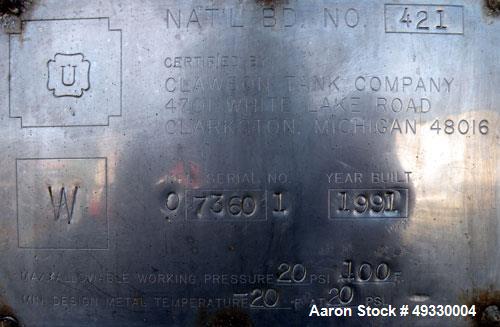 NAT'L BD. NO. 421
U
CERTIFIED BY
CLAWSON TANK COMPANY
4701 WHITE LAKE ROAD
CLARKSTON, MICHIGAN 48016
W
SERIAL NO. YEAR BUILT
0 7360 1 1991
MAX ALLOWABLE WORKING PRESSURE 20 PSI 100 F.
MIN. DESIGN METAL TEMPERATURE 20 F. AT 20 PSI
Aaron Stock # 49330004